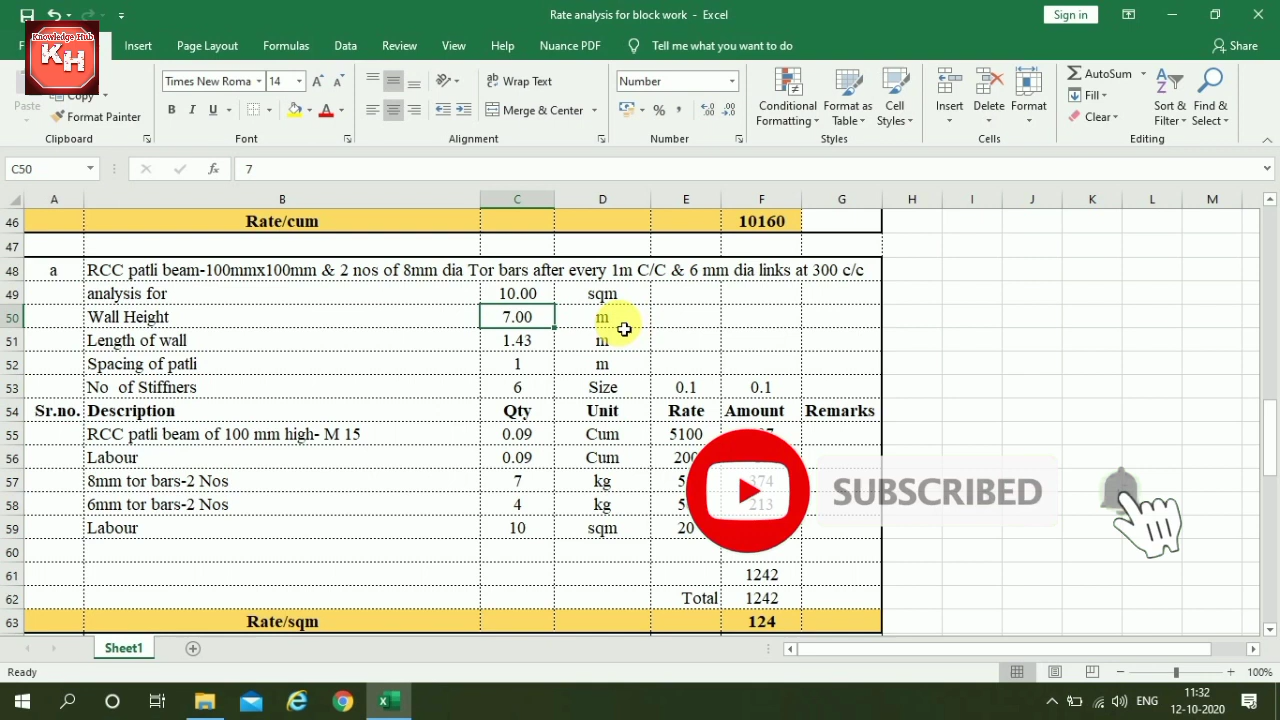 Rate analysis for block work - Excel
Sign in
Knowledge Hub
KH
Insert Page Layout Formulas Data Review View Help Nuance PDF Tell me what you want to do Share
Times New Roma 14 Wrap Text Number AutoSum
Paste Copy Fill
Format Painter B I U Merge & Center % Conditional Formatting Format as Table Cell Styles Insert Delete Format Clear Sort & Filter Find & Select
Clipboard Font Alignment Number Styles Cells Editing
C50 fx 7
A B C D E F G H I J K L M
46 Rate/cum 10160
47
48 a RCC patli beam-100mmx100mm & 2 nos of 8mm dia Tor bars after every 1m C/C & 6 mm dia links at 300 c/c
49 analysis for 10.00 sqm
50 Wall Height 7.00 m
51 Length of wall 1.43 m
52 Spacing of patli 1 m
53 No of Stiffners 6 Size 0.1 0.1
54 Sr.no. Description Qty Unit Rate Amount Remarks
55 RCC patli beam of 100 mm high- M 15 0.09 Cum 5100
56 Labour 0.09 Cum
57 8mm tor bars-2 Nos 7 kg 374
58 6mm tor bars-2 Nos 4 kg 213
59 Labour 10 sqm 20
60
61 1242
62 Total 1242
63 Rate/sqm 124
SUBSCRIBED
Sheet1
Ready 100%
ENG 11:32
12-10-2020